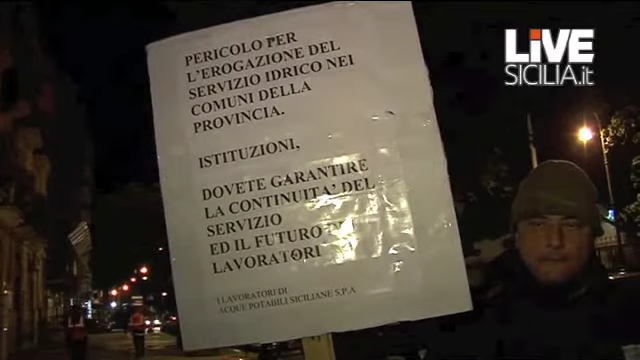 LiVE
SICILIA.it
PERICOLO PER
L'EROGAZIONE DEL
SERVIZIO IDRICO NEI
COMUNI DELLA
PROVINCIA.
ISTITUZIONI,
DOVETE GARANTIRE
LA CONTINUITA' DEL
SERVIZIO
ED IL FUTURO DEI
LAVORATORI
I LAVORATORI DI
ACQUE POTABILI SICILIANE S.P.A